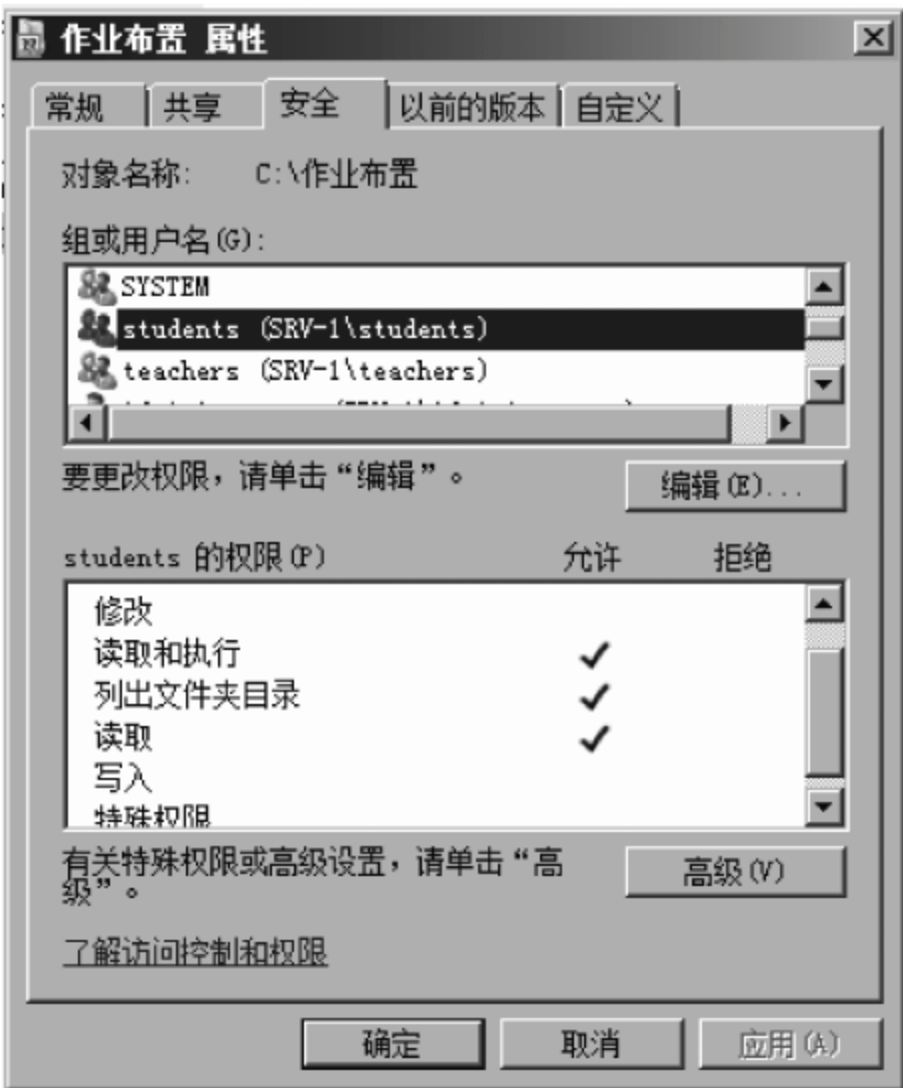 作业布置 属性
常规 共享 安全 以前的版本 自定义
对象名称: C:\作业布置
组或用户名(G):
SYSTEM
students (SRV-1\students)
teachers (SRV-1\teachers)
要更改权限，请单击“编辑”。 编辑(E)...
students 的权限(P) 允许 拒绝
修改
读取和执行
列出文件夹目录
读取
写入
特殊权限
有关特殊权限或高级设置，请单击“高
级”。 高级(V)
了解访问控制和权限
确定 取消 应用(A)